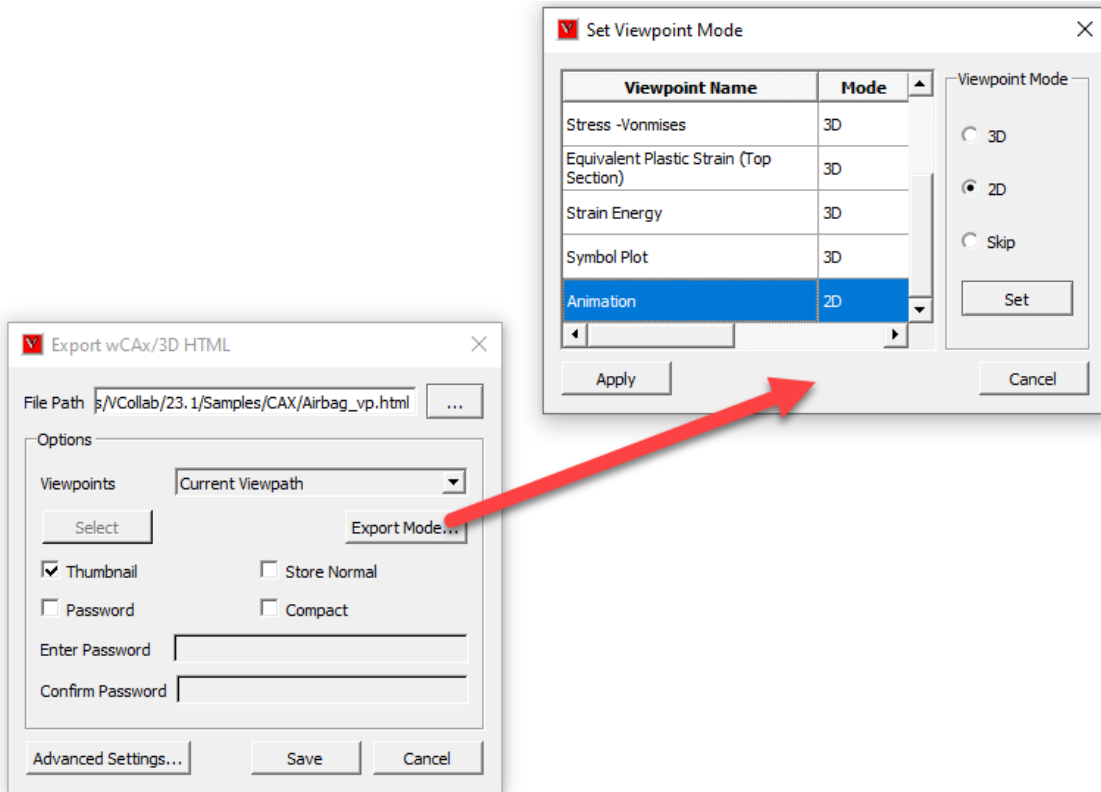 Set Viewpoint Mode
Viewpoint Name Mode
Stress -Vonmises 3D
Equivalent Plastic Strain (Top
Section) 3D
Strain Energy 3D
Symbol Plot 3D
Animation 2D
Viewpoint Mode
3D
2D
Skip
Set
Apply Cancel
Export wCAx/3D HTML
File Path s/VCollab/23.1/Samples/CAX/Airbag_vp.html ...
Options
Viewpoints Current Viewpath
Select Export Mode...
Thumbnail Store Normal
Password Compact
Enter Password
Confirm Password
Advanced Settings... Save Cancel